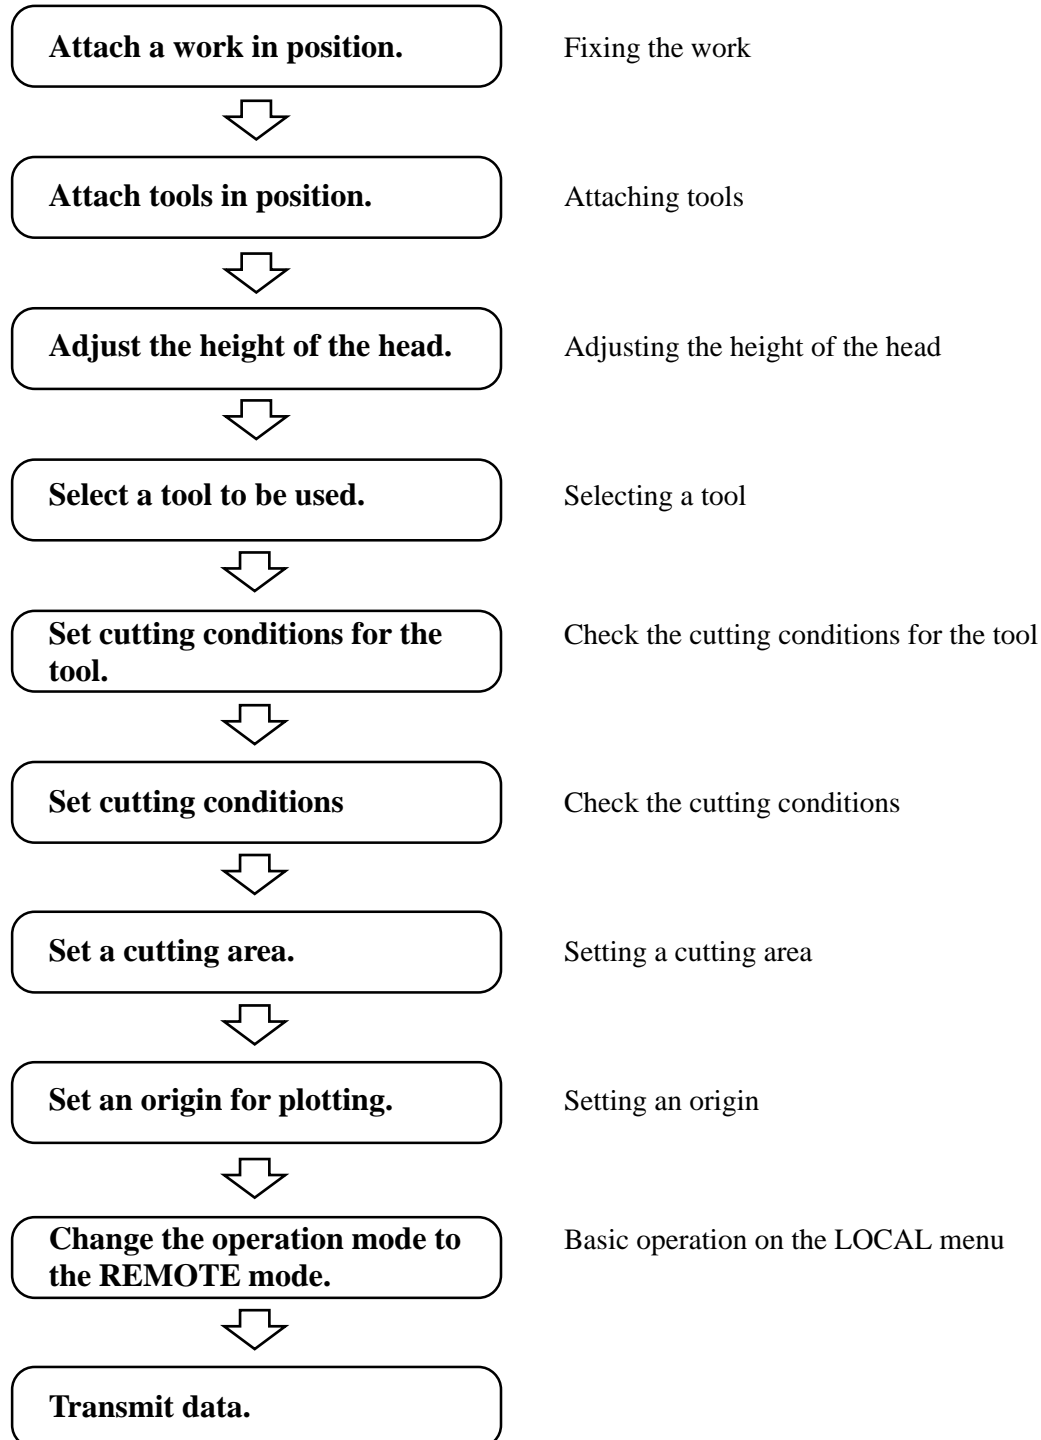 Attach a work in position.
Fixing the work
Attach tools in position.
Attaching tools
Adjust the height of the head.
Adjusting the height of the head
Select a tool to be used.
Selecting a tool
Set cutting conditions for the
tool.
Check the cutting conditions for the tool
Set cutting conditions
Check the cutting conditions
Set a cutting area.
Setting a cutting area
Set an origin for plotting.
Setting an origin
Change the operation mode to
the REMOTE mode.
Basic operation on the LOCAL menu
Transmit data.